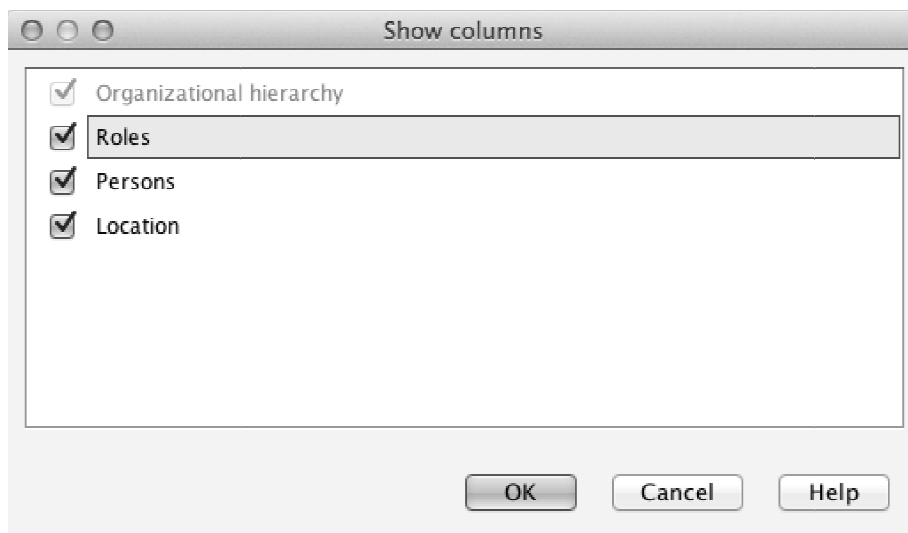 Show columns
Organizational hierarchy
Roles
Persons
Location
OK Cancel Help